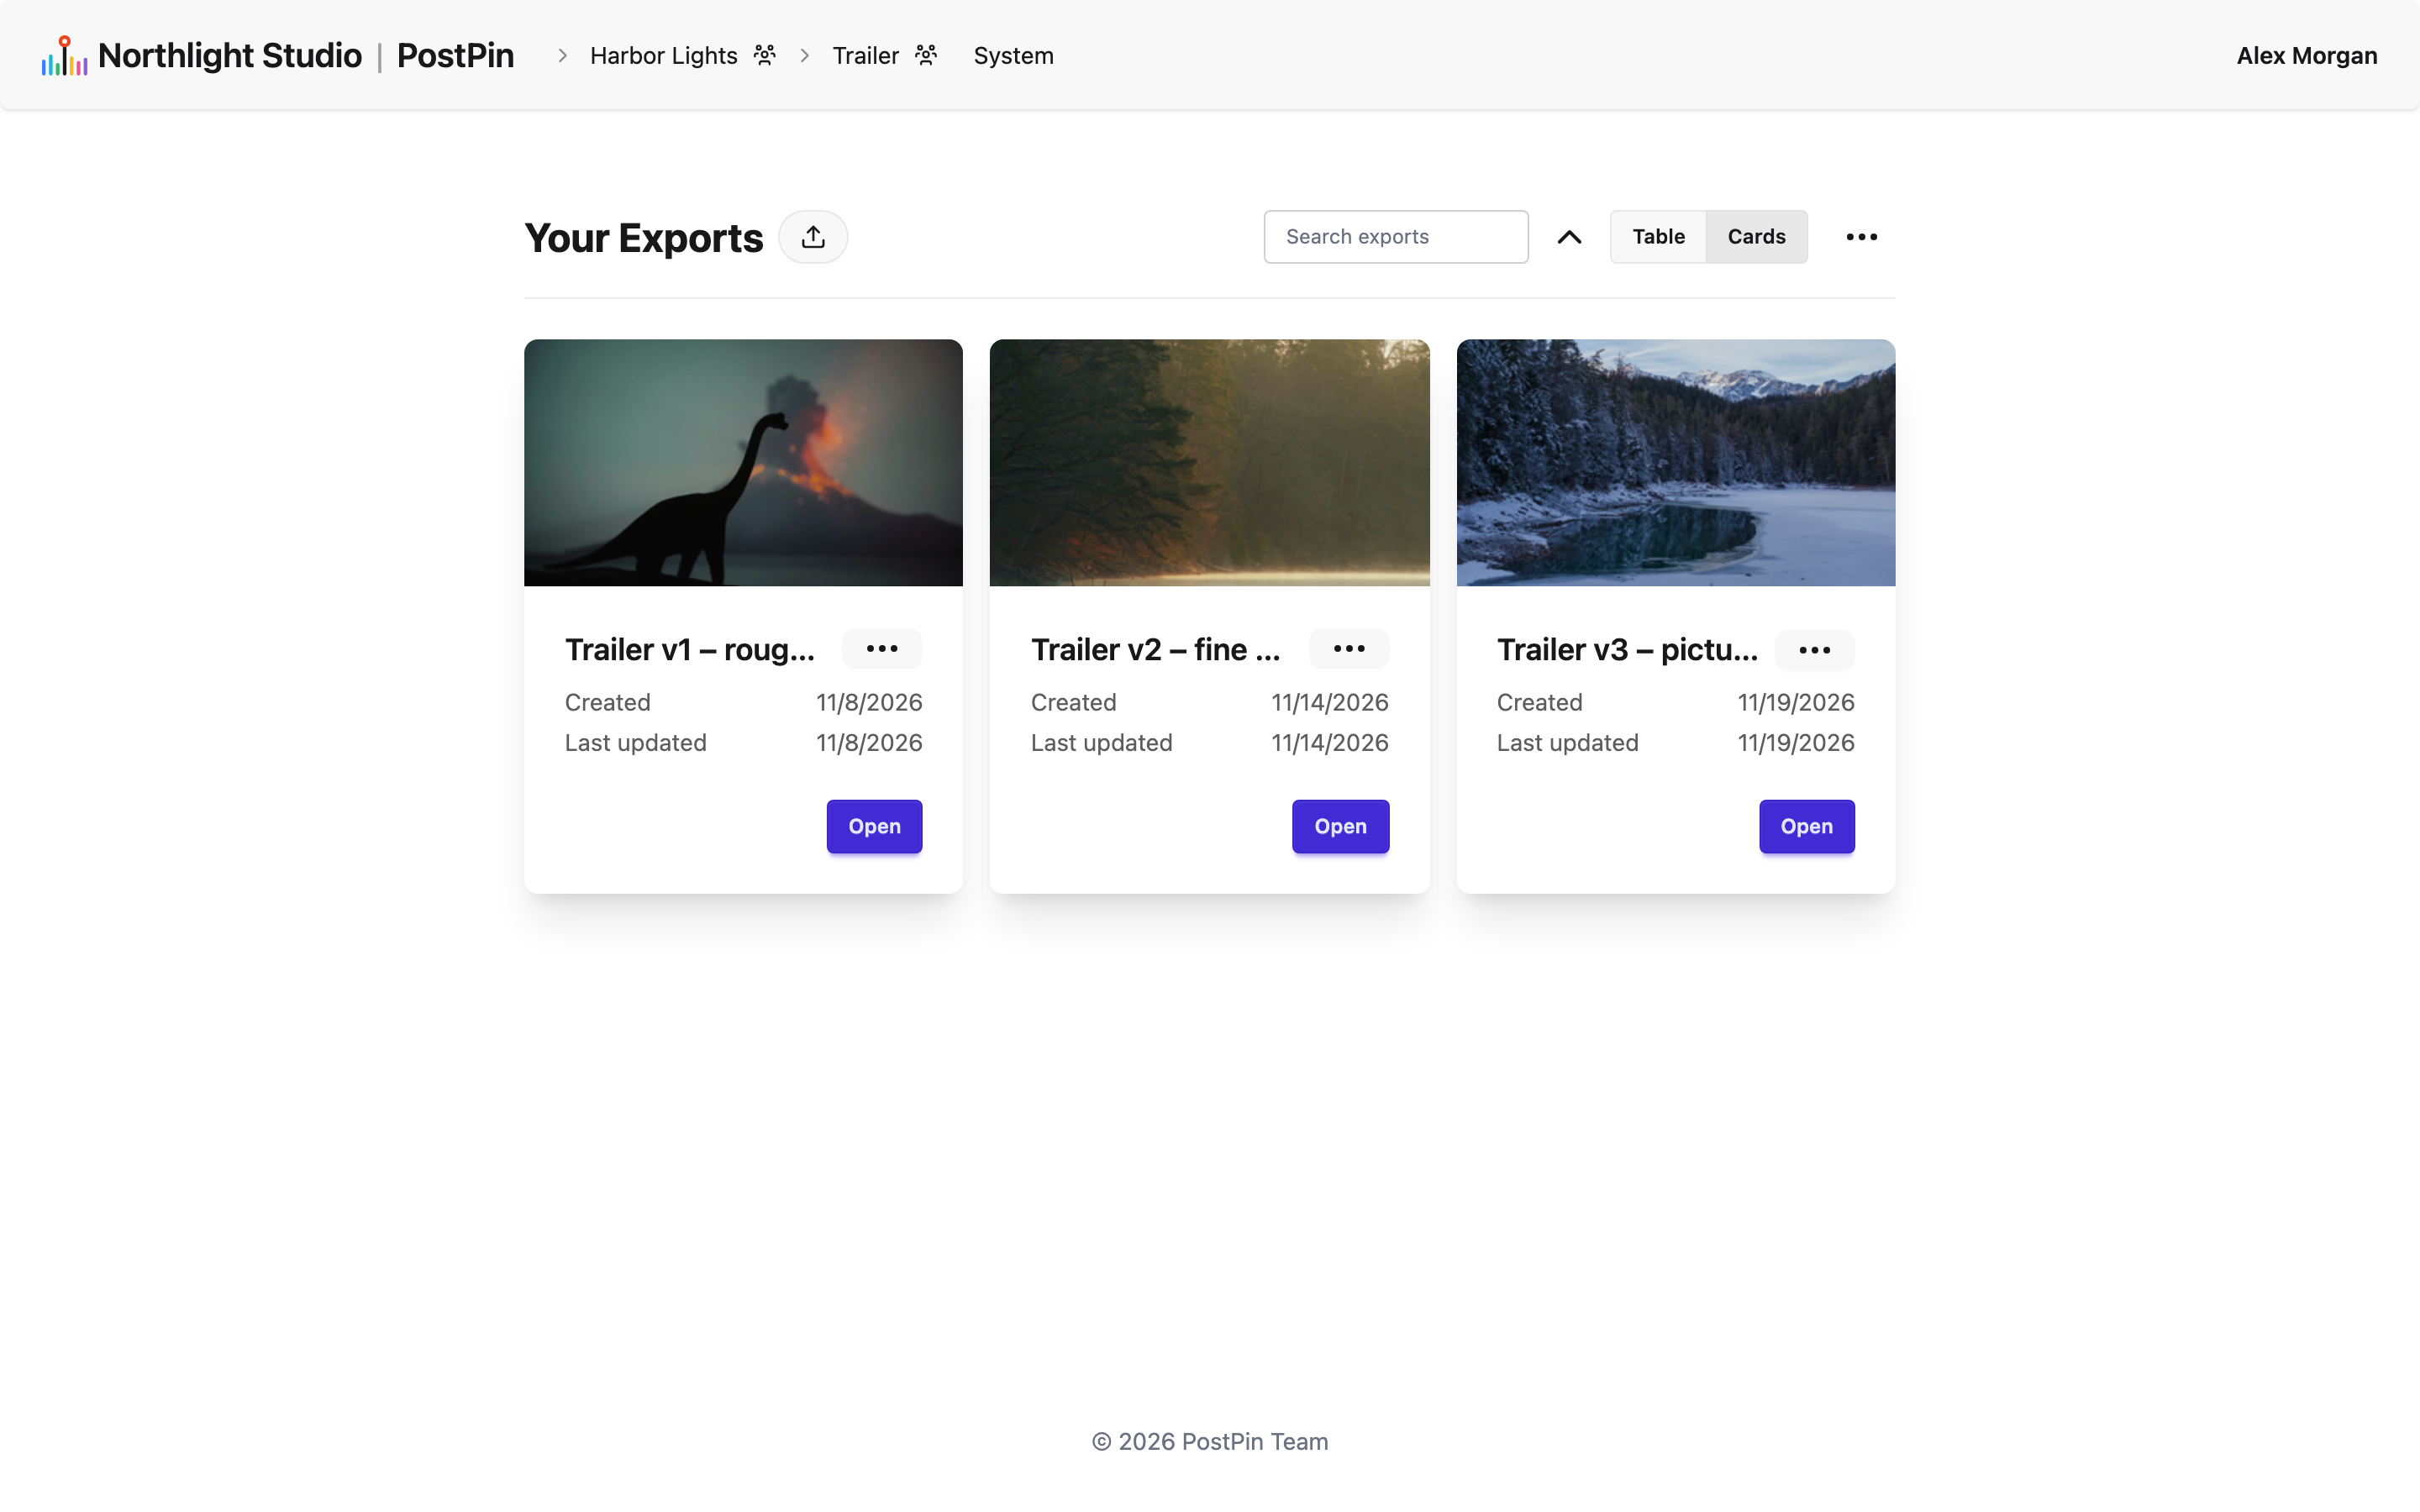 Northlight Studio | PostPin > Harbor Lights > Trailer System Alex Morgan
Your Exports Search exports Table Cards
Trailer v1 – roug...
Created 11/8/2026
Last updated 11/8/2026
Open
Trailer v2 – fine ...
Created 11/14/2026
Last updated 11/14/2026
Open
Trailer v3 – pictu...
Created 11/19/2026
Last updated 11/19/2026
Open
© 2026 PostPin Team